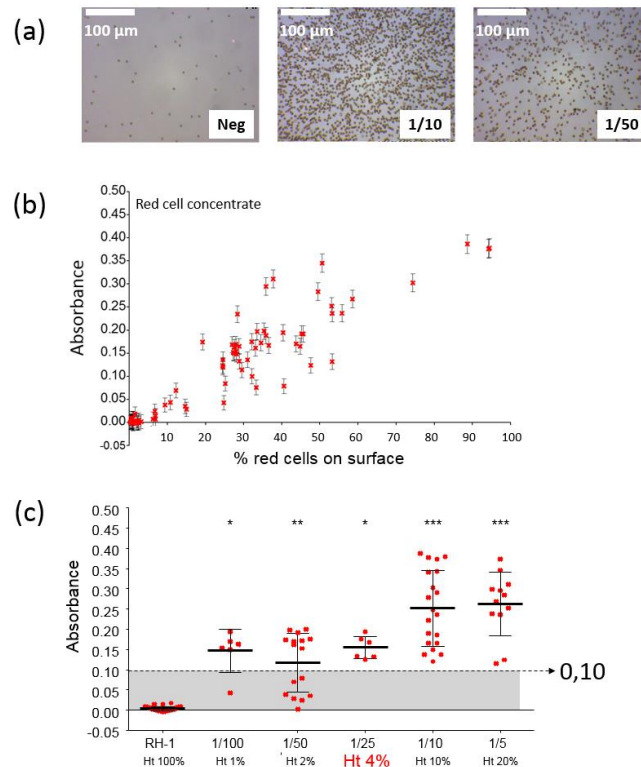 (a)
100 µm
100 µm
100 µm
Neg
1/10
1/50
(b)
Red cell concentrate
Absorbance
0.50
0.45
0.40
0.35
0.30
0.25
0.20
0.15
0.10
0.05
0.00
-0.05
10 20 30 40 50 60 70 80 90 100
% red cells on surface
(c)
* ** * *** ***
Absorbance
0.50
0.45
0.40
0.35
0.30
0.25
0.20
0.15
0.10
0.05
0.00
-0.05
0,10
RH-1 1/100 1/50 1/25 1/10 1/5
Ht 100% Ht 1% Ht 2% Ht 4% Ht 10% Ht 20%